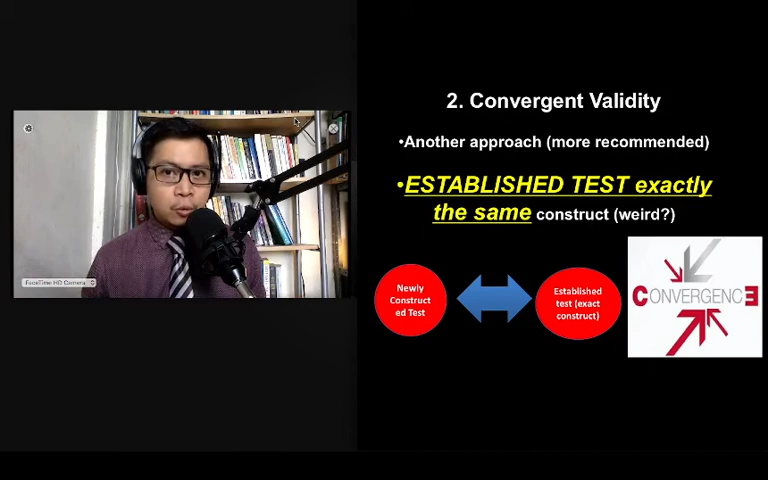 2. Convergent Validity
•Another approach (more recommended)
•ESTABLISHED TEST exactly
the same construct (weird?)
Newly
Construct
ed Test
Established
test (exact
construct)
CONVERGENCE
FaceTime HD Camera